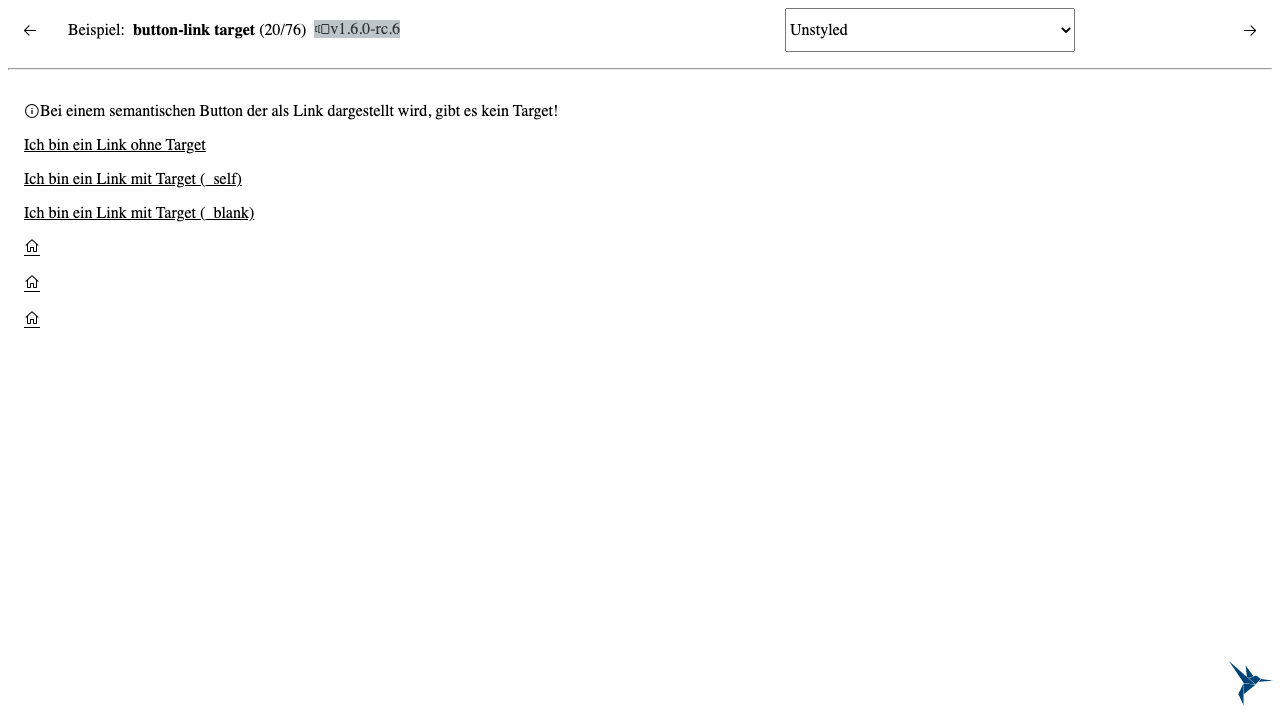 Beispiel: button-link target (20/76) v1.6.0-rc.6
Unstyled
Bei einem semantischen Button der als Link dargestellt wird, gibt es kein Target!
Ich bin ein Link ohne Target
Ich bin ein Link mit Target (_self)
Ich bin ein Link mit Target (_blank)